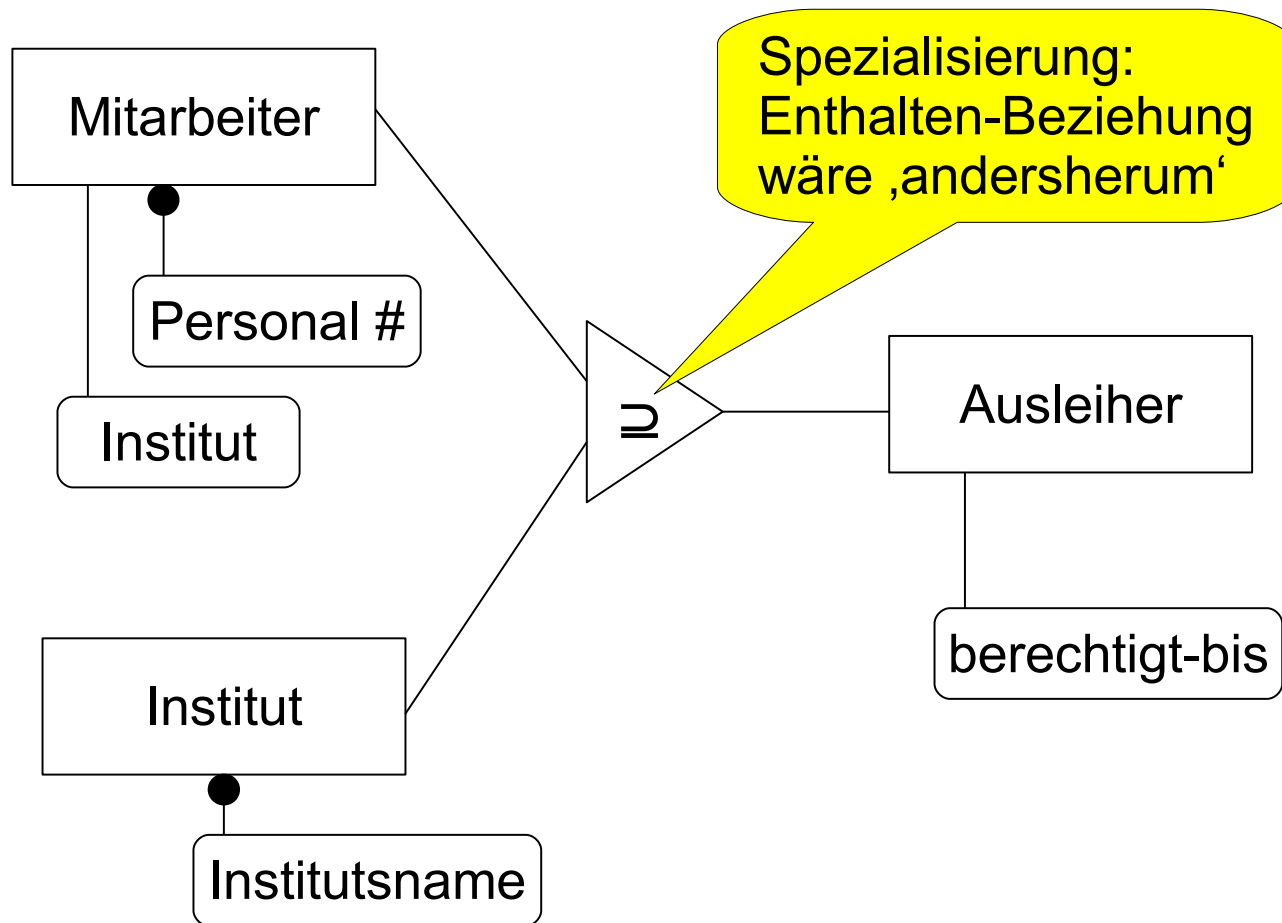 Spezialisierung:
Enthalten-Beziehung
wäre ‚andersherum‘
Mitarbeiter
Personal #
Institut
⊇
Ausleiher
berechtigt-bis
Institut
Institutsname